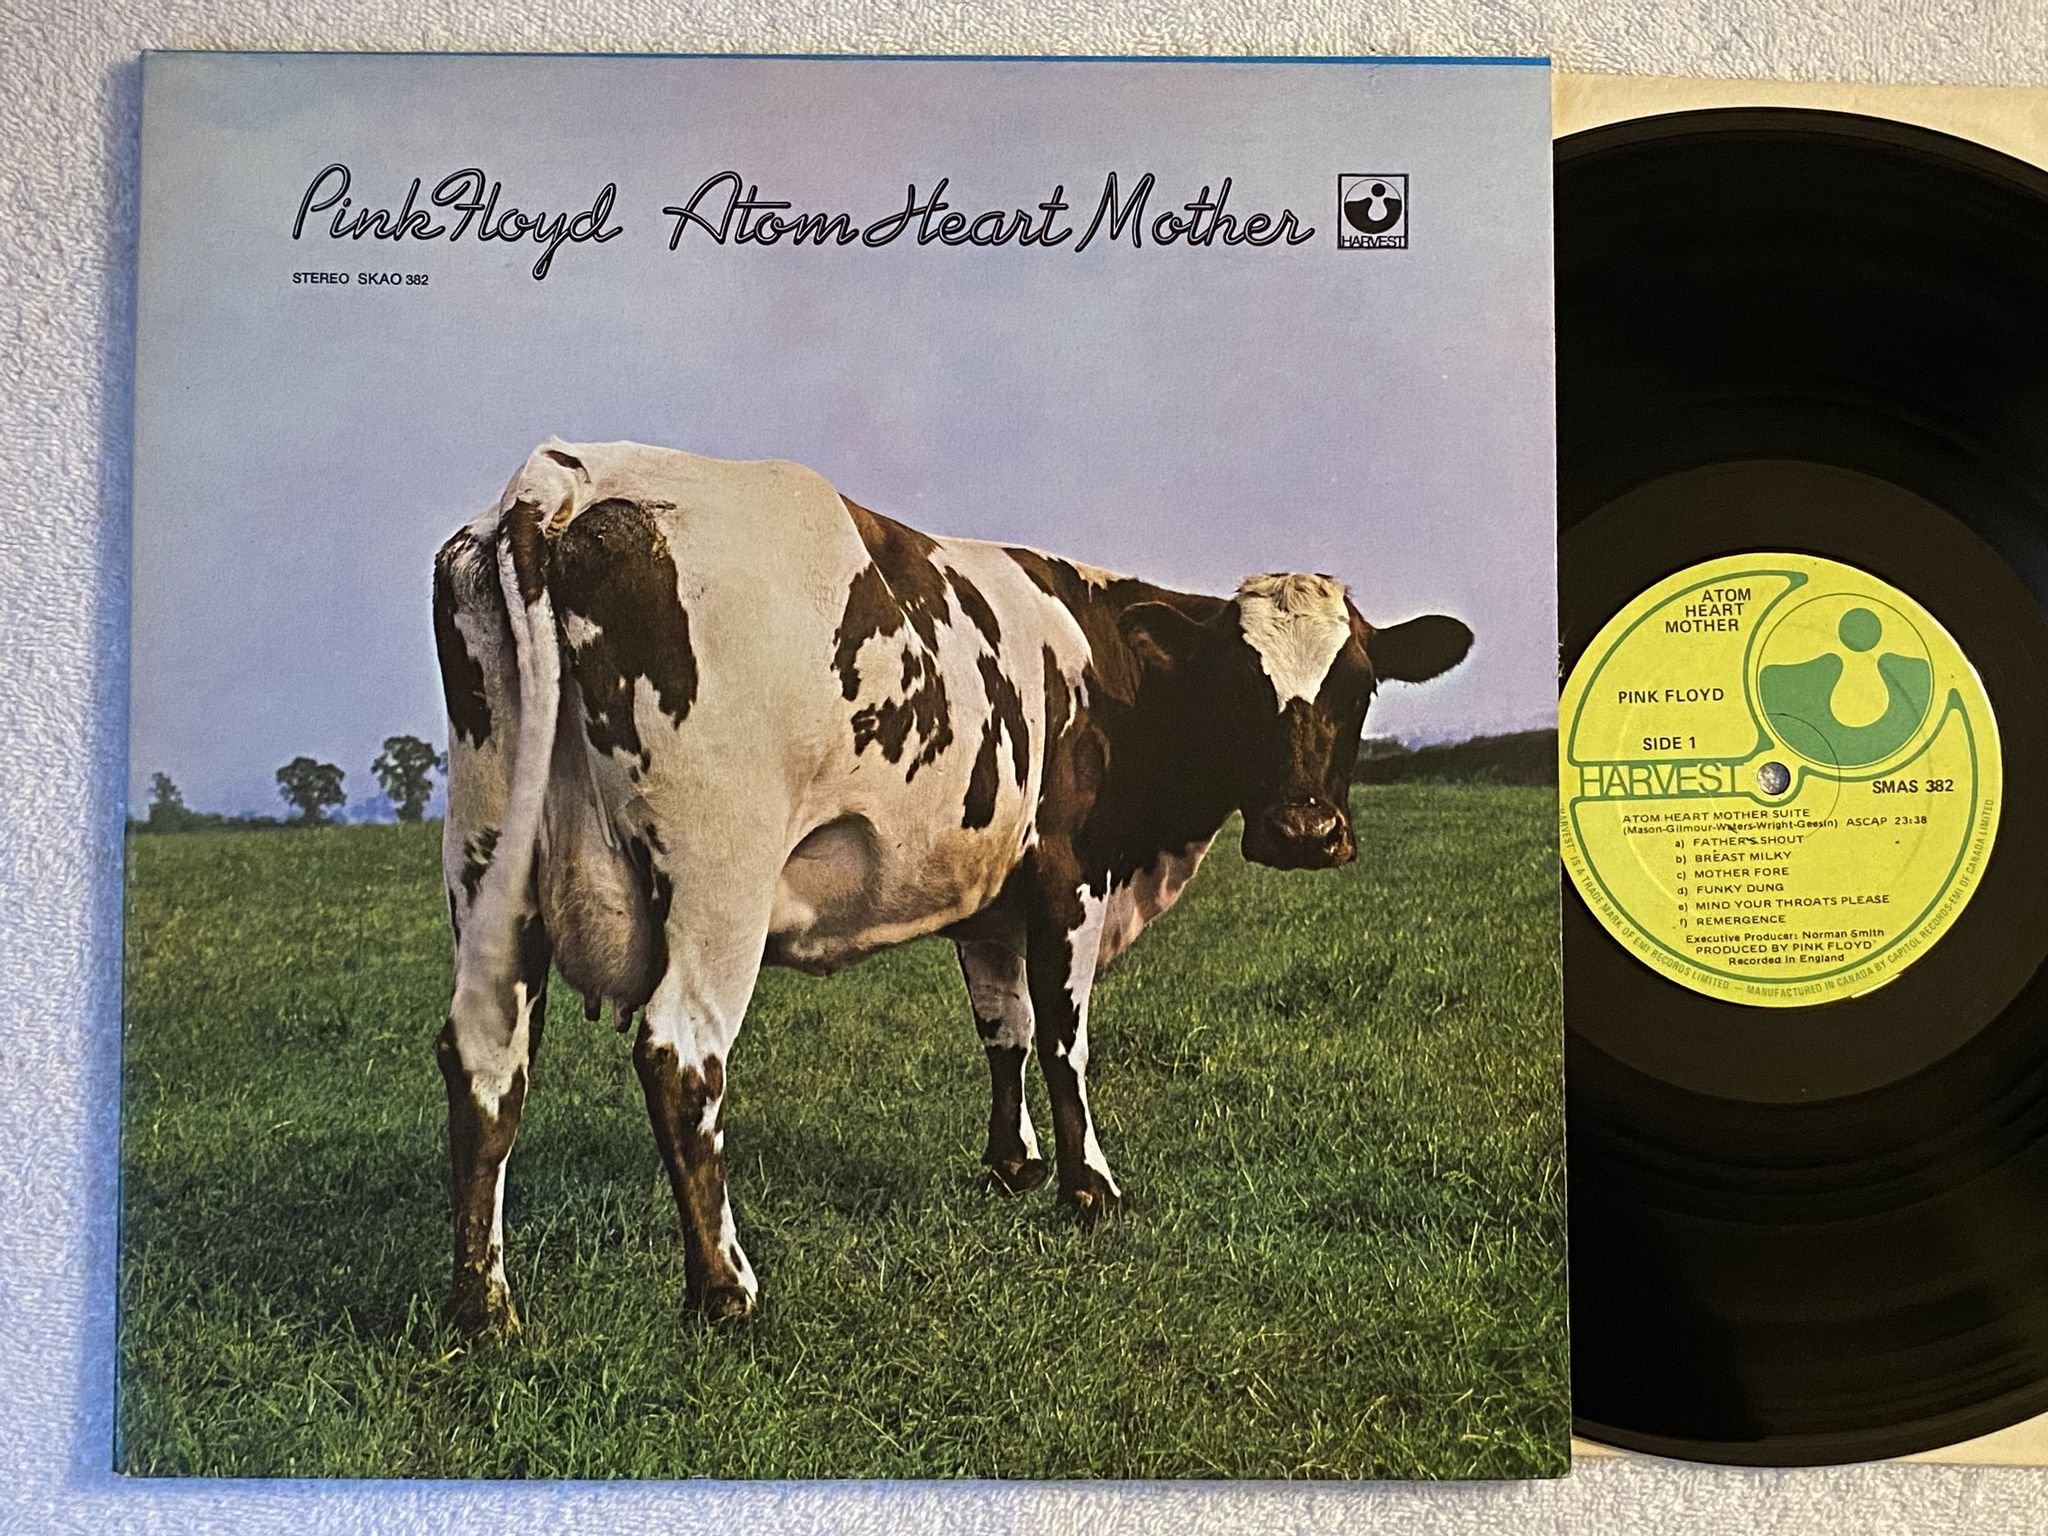 Pink Floyd Atom Heart Mother
HARVEST
STEREO SKAO 382
ATOM
HEART
MOTHER
PINK FLOYD
SIDE 1
HARVEST
SMAS 382
ATOM HEART MOTHER SUITE
(Mason-Gilmour-Waters-Wright-Geesin) ASCAP 23:38
a) FATHER'S SHOUT
b) BREAST MILKY
c) MOTHER FORE
d) FUNKY DUNG
e) MIND YOUR THROATS PLEASE
f) REMERGENCE
Executive Producer: Norman Smith
PRODUCED BY PINK FLOYD
Recorded in England
"HARVEST" IS A TRADE MARK OF EMI RECORDS LIMITED. — MANUFACTURED IN CANADA BY CAPITOL RECORDS-EMI OF CANADA LIMITED.